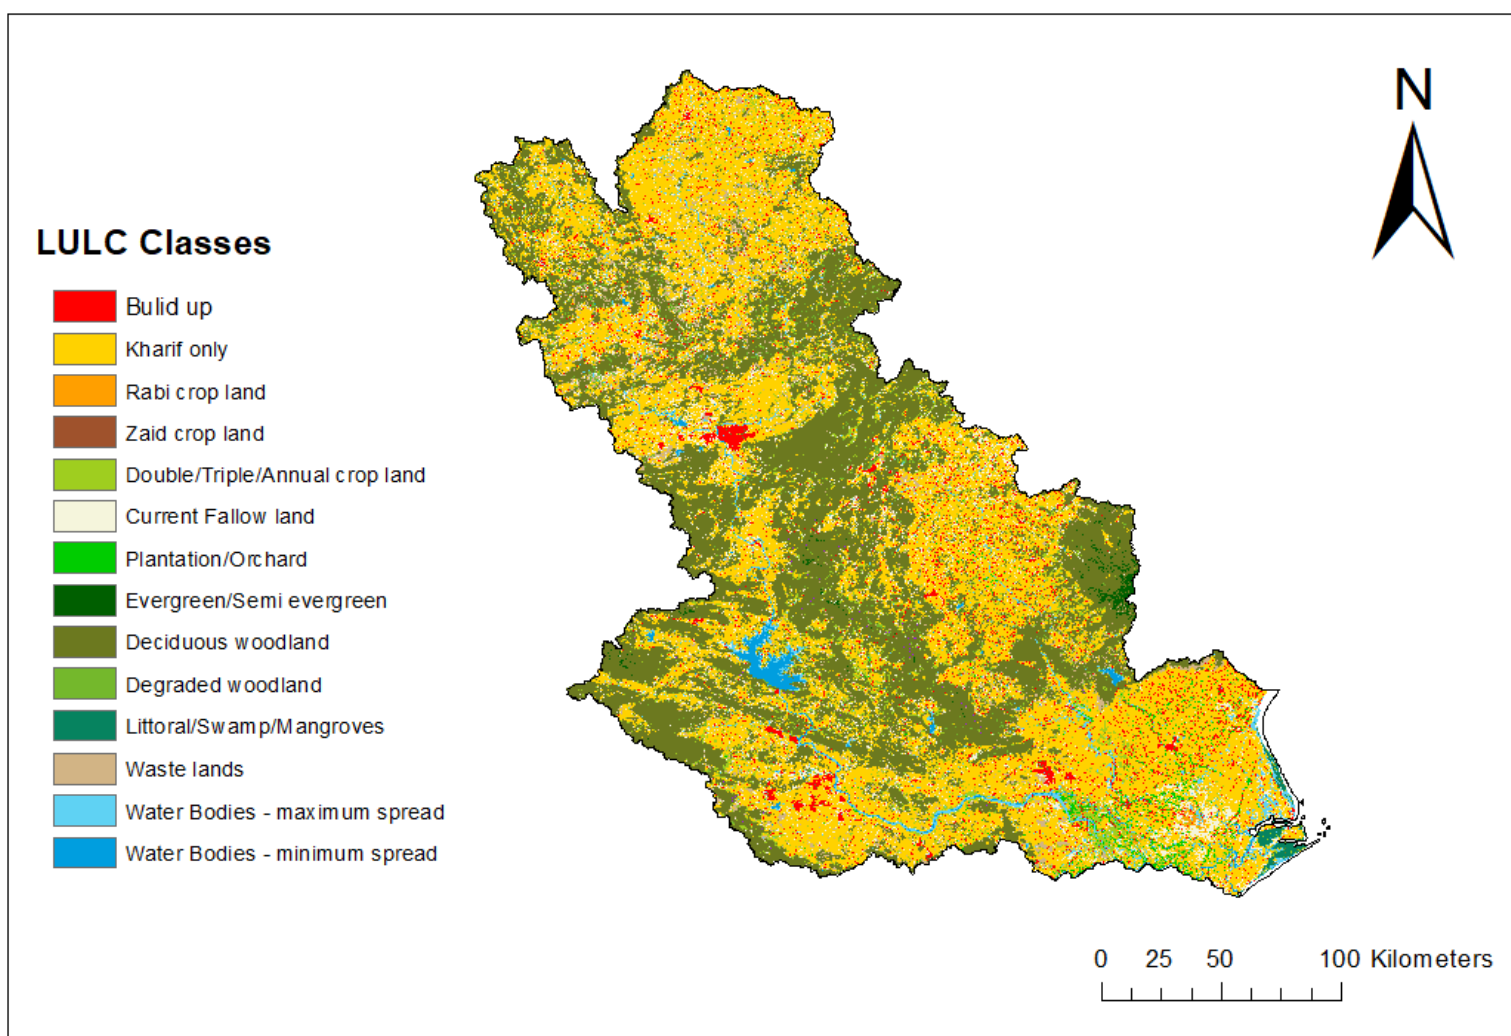 N
LULC Classes
Bulid up
Kharif only
Rabi crop land
Zaid crop land
Double/Triple/Annual crop land
Current Fallow land
Plantation/Orchard
Evergreen/Semi evergreen
Deciduous woodland
Degraded woodland
Littoral/Swamp/Mangroves
Waste lands
Water Bodies - maximum spread
Water Bodies - minimum spread
0 25 50 100 Kilometers